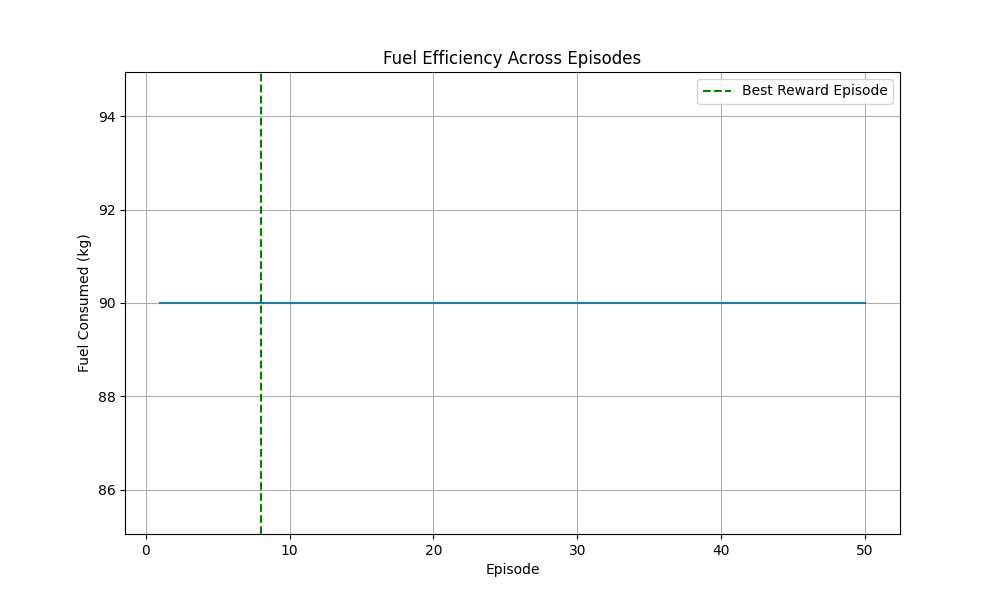 Fuel Efficiency Across Episodes
Best Reward Episode
94
92
90
88
86
Fuel Consumed (kg)
0 10 20 30 40 50
Episode